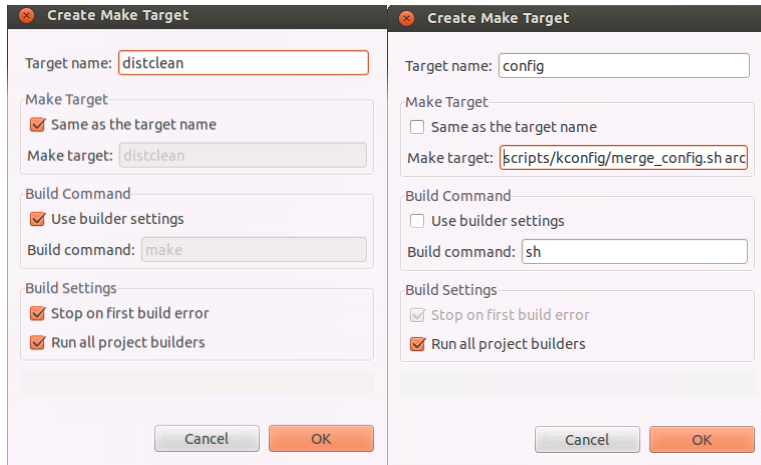 Create Make Target
Target name: distclean
Make Target
Same as the target name
Make target: distclean
Build Command
Use builder settings
Build command: make
Build Settings
Stop on first build error
Run all project builders
Cancel OK
Create Make Target
Target name: config
Make Target
Same as the target name
Make target: scripts/kconfig/merge_config.sh arc
Build Command
Use builder settings
Build command: sh
Build Settings
Stop on first build error
Run all project builders
Cancel OK